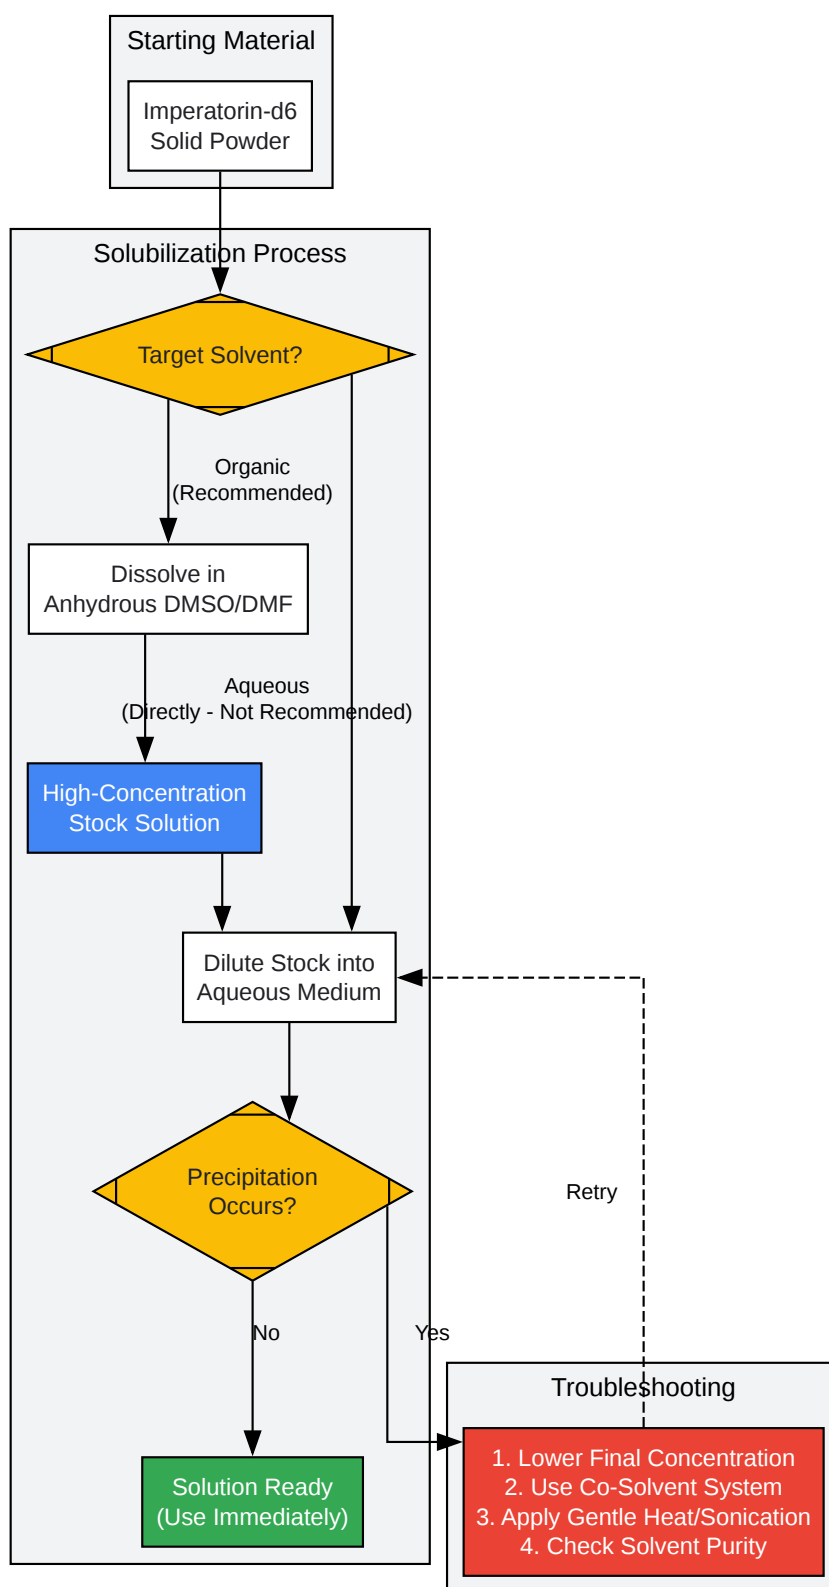 Starting Material
Imperatorin-d6
Solid Powder
Solubilization Process
Target Solvent?
Organic
(Recommended)
Dissolve in
Anhydrous DMSO/DMF
Aqueous
(Directly - Not Recommended)
High-Concentration
Stock Solution
Dilute Stock into
Aqueous Medium
Precipitation
Occurs?
Retry
No
Yes
Troubleshooting
Solution Ready
(Use Immediately)
1. Lower Final Concentration
2. Use Co-Solvent System
3. Apply Gentle Heat/Sonication
4. Check Solvent Purity